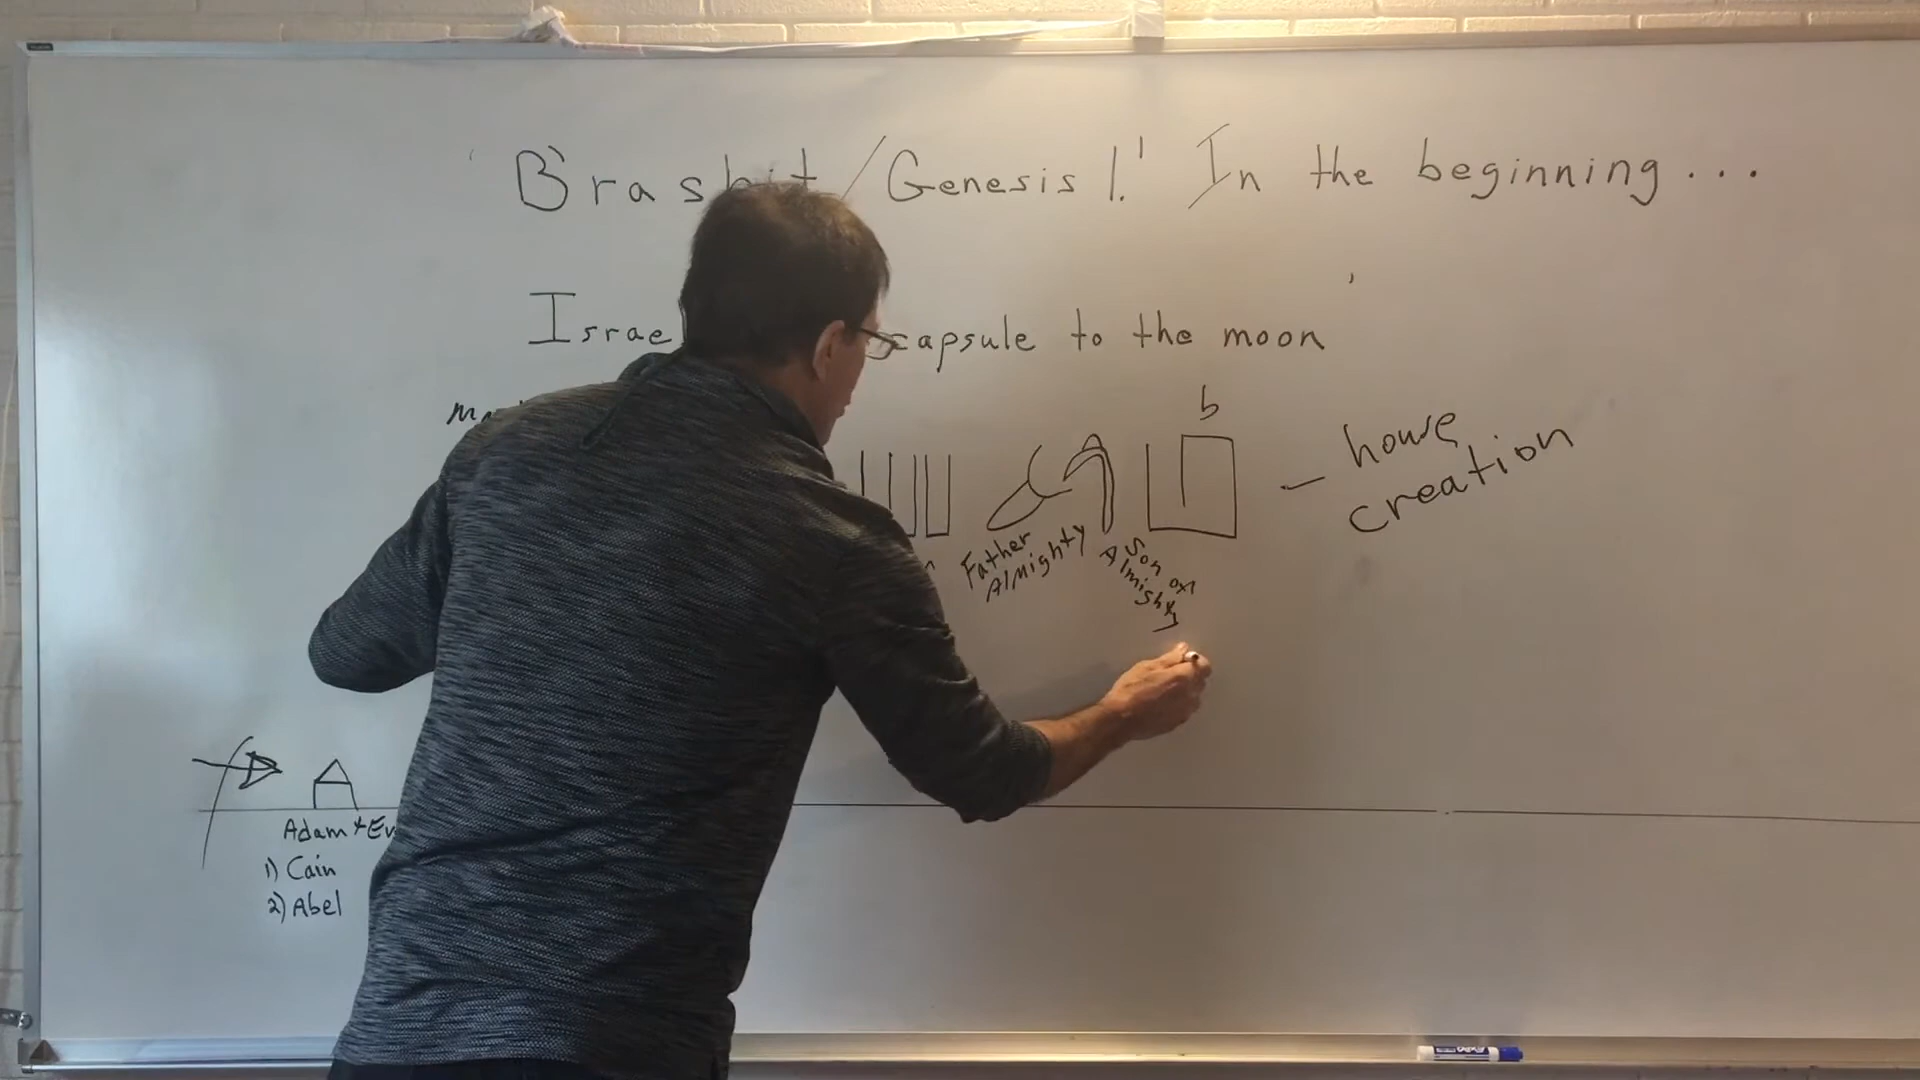 B'rashit/Genesis 1.' In the beginning...
Israel capsule to the moon
b
house
creation
Father
Almighty
Son of
Almighty
Adam + Ev
1) Cain
2) Abel
EXPO